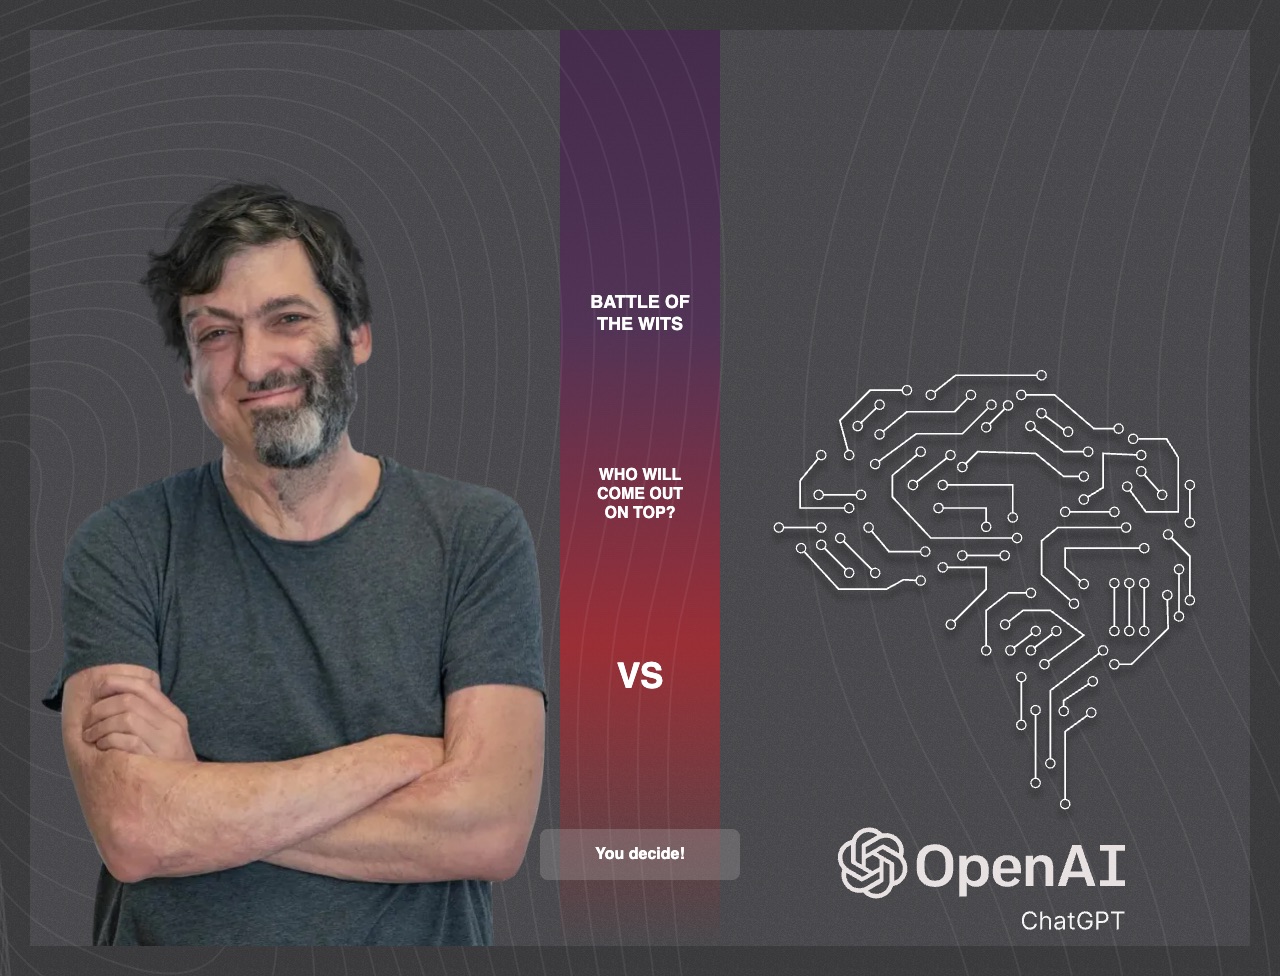 BATTLE OF
THE WITS
WHO WILL
COME OUT
ON TOP?
VS
You decide!
OpenAI
ChatGPT